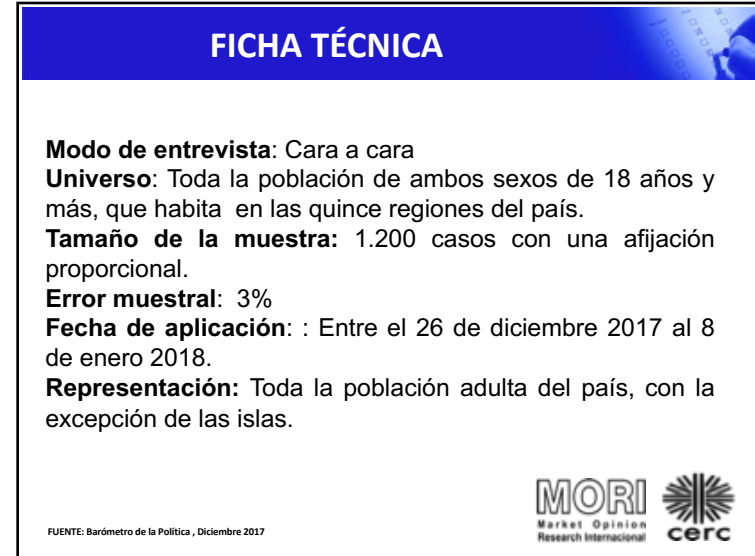 FICHA TÉCNICA
Modo de entrevista: Cara a cara
Universo: Toda la población de ambos sexos de 18 años y
más, que habita en las quince regiones del país.
Tamaño de la muestra: 1.200 casos con una afijación
proporcional.
Error muestral: 3%
Fecha de aplicación: : Entre el 26 de diciembre 2017 al 8
de enero 2018.
Representación: Toda la población adulta del país, con la
excepción de las islas.
FUENTE: Barómetro de la Política , Diciembre 2017
MORI
Market Opinion
Research Internacional
cerc